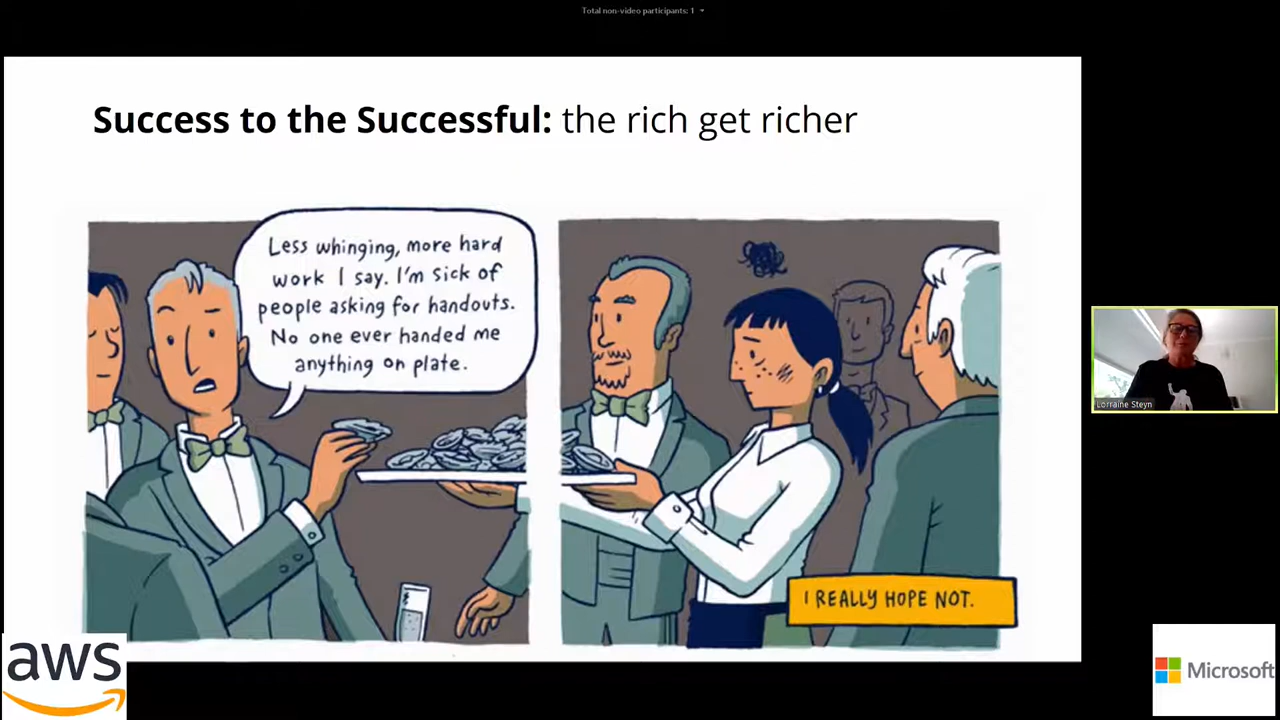 Total non-video participants: 1
Success to the Successful: the rich get richer
Less whinging, more hard
work I say. I'm sick of
people asking for handouts.
No one ever handed me
anything on plate.
I REALLY HOPE NOT.
Lorraine Steyn
aws
Microsoft